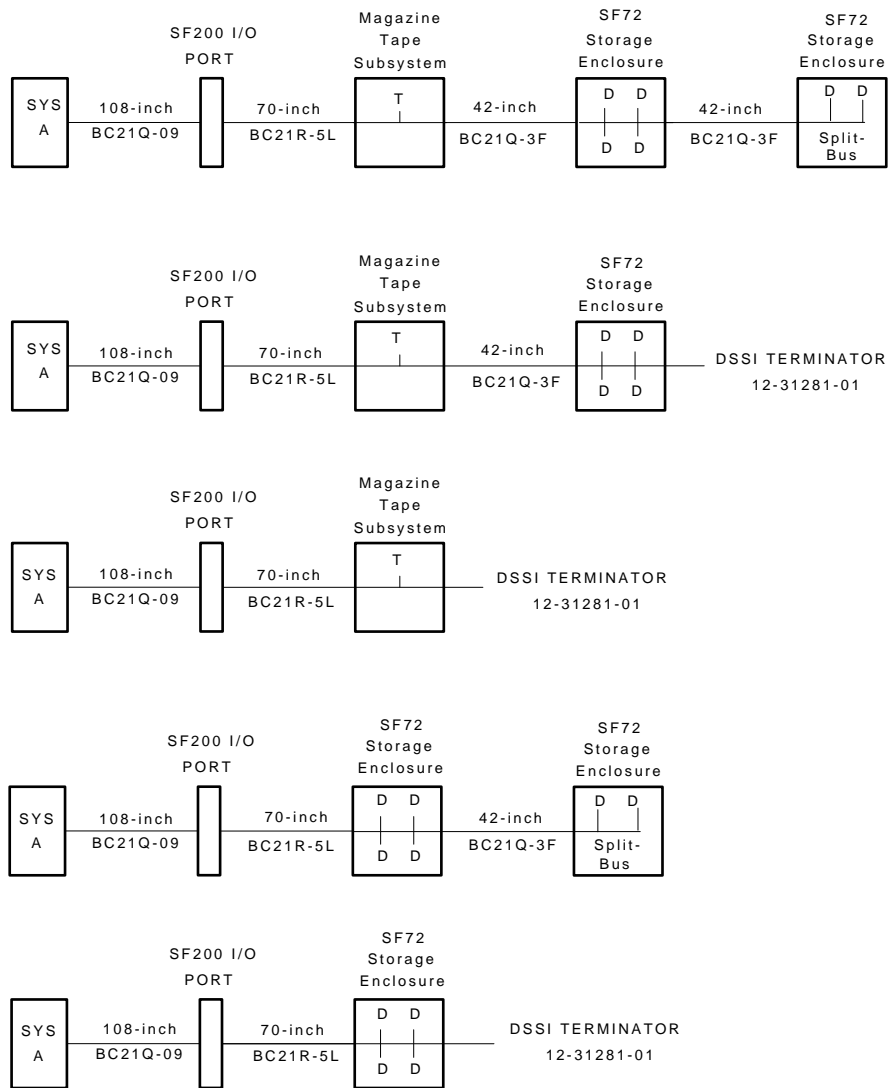 SF200 I/O
PORT
Magazine
Tape
Subsystem
SF72
Storage
Enclosure
SF72
Storage
Enclosure
SYS
A
108-inch
BC21Q-09
70-inch
BC21R-5L
T
42-inch
BC21Q-3F
D D
D D
42-inch
BC21Q-3F
D D
Split-
Bus
SF200 I/O
PORT
Magazine
Tape
Subsystem
SF72
Storage
Enclosure
SYS
A
108-inch
BC21Q-09
70-inch
BC21R-5L
T
42-inch
BC21Q-3F
D D
D D
DSSI TERMINATOR
12-31281-01
SF200 I/O
PORT
Magazine
Tape
Subsystem
SYS
A
108-inch
BC21Q-09
70-inch
BC21R-5L
T
DSSI TERMINATOR
12-31281-01
SF200 I/O
PORT
SF72
Storage
Enclosure
SF72
Storage
Enclosure
SYS
A
108-inch
BC21Q-09
70-inch
BC21R-5L
D D
D D
42-inch
BC21Q-3F
D D
Split-
Bus
SF200 I/O
PORT
SF72
Storage
Enclosure
SYS
A
108-inch
BC21Q-09
70-inch
BC21R-5L
D D
D D
DSSI TERMINATOR
12-31281-01